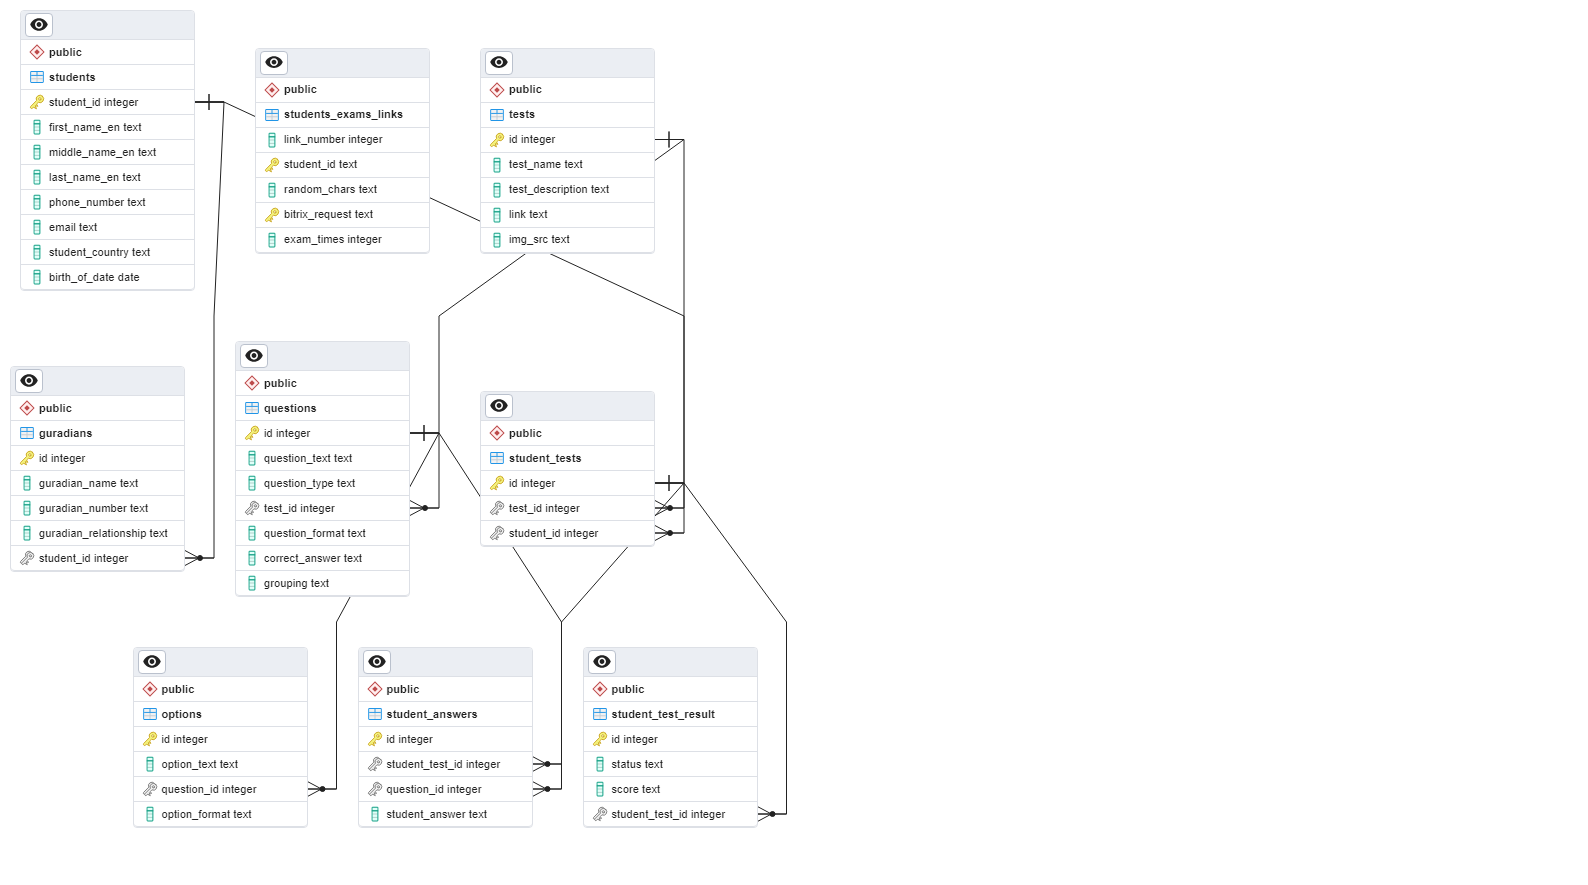 public
students
student_id integer
first_name_en text
middle_name_en text
last_name_en text
phone_number text
email text
student_country text
birth_of_date date
public
students_exams_links
link_number integer
student_id text
random_chars text
bitrix_request text
exam_times integer
public
tests
id integer
test_name text
test_description text
link text
img_src text
public
guradians
id integer
guradian_name text
guradian_number text
guradian_relationship text
student_id integer
public
questions
id integer
question_text text
question_type text
test_id integer
question_format text
correct_answer text
grouping text
public
student_tests
id integer
test_id integer
student_id integer
public
options
id integer
option_text text
question_id integer
option_format text
public
student_answers
id integer
student_test_id integer
question_id integer
student_answer text
public
student_test_result
id integer
status text
score text
student_test_id integer